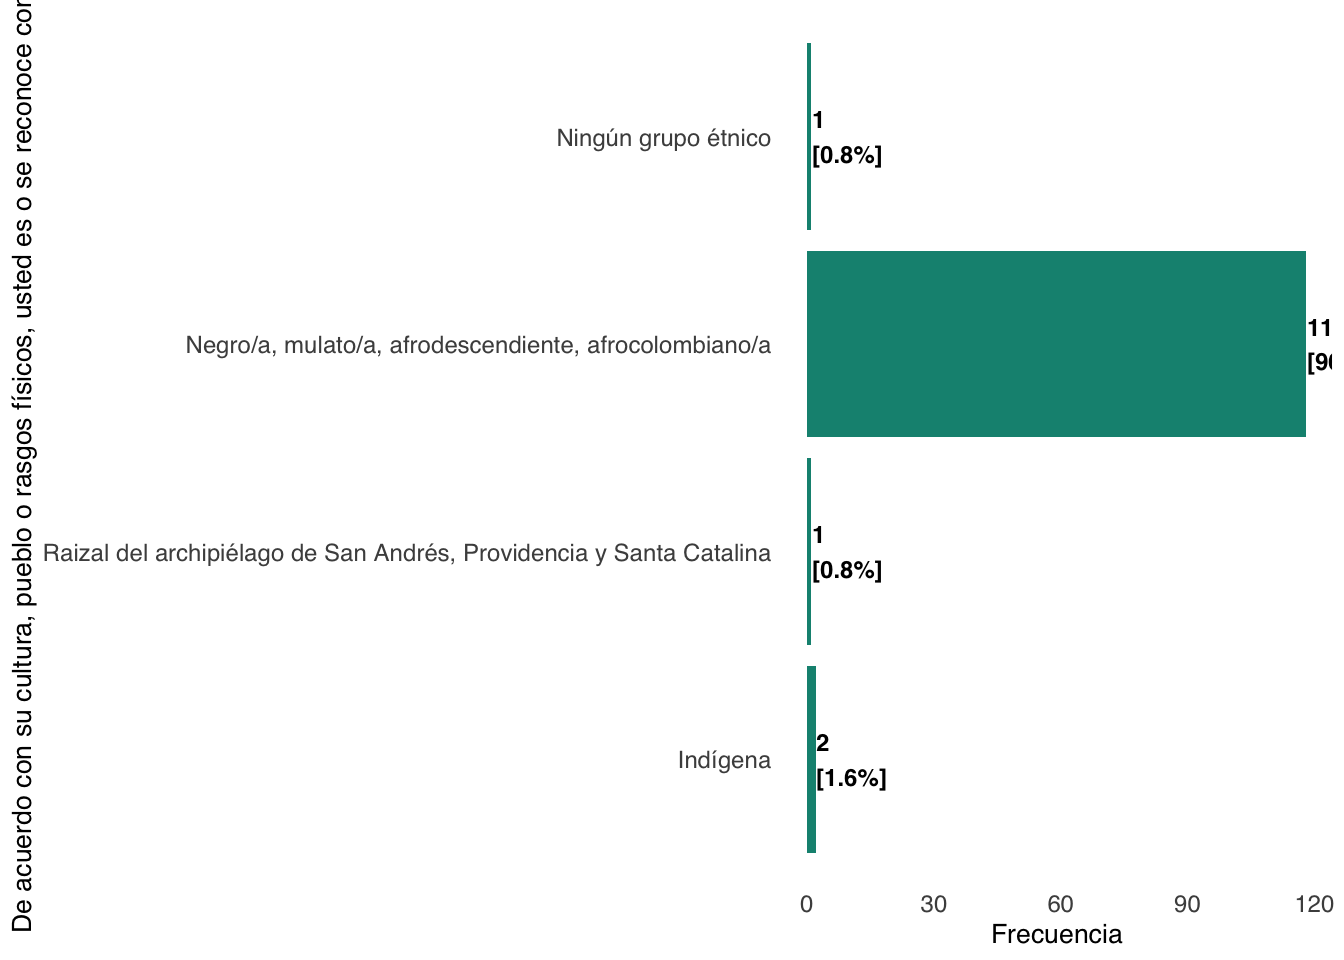 De acuerdo con su cultura, pueblo o rasgos físicos, usted es o se reconoce
Ningún grupo étnico
1
[0.8%]
Negro/a, mulato/a, afrodescendiente, afrocolombiano/a
Raizal del archipiélago de San Andrés, Providencia y Santa Catalina
1
[0.8%]
Indígena
2
[1.6%]
0 30 60 90 120
Frecuencia